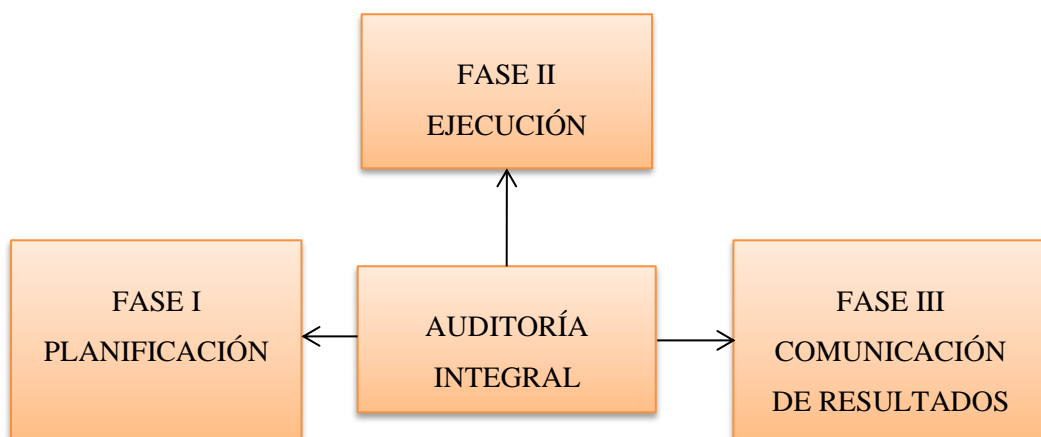 FASE II
EJECUCIÓN
FASE I
PLANIFICACIÓN
AUDITORÍA
INTEGRAL
FASE III
COMUNICACIÓN
DE RESULTADOS